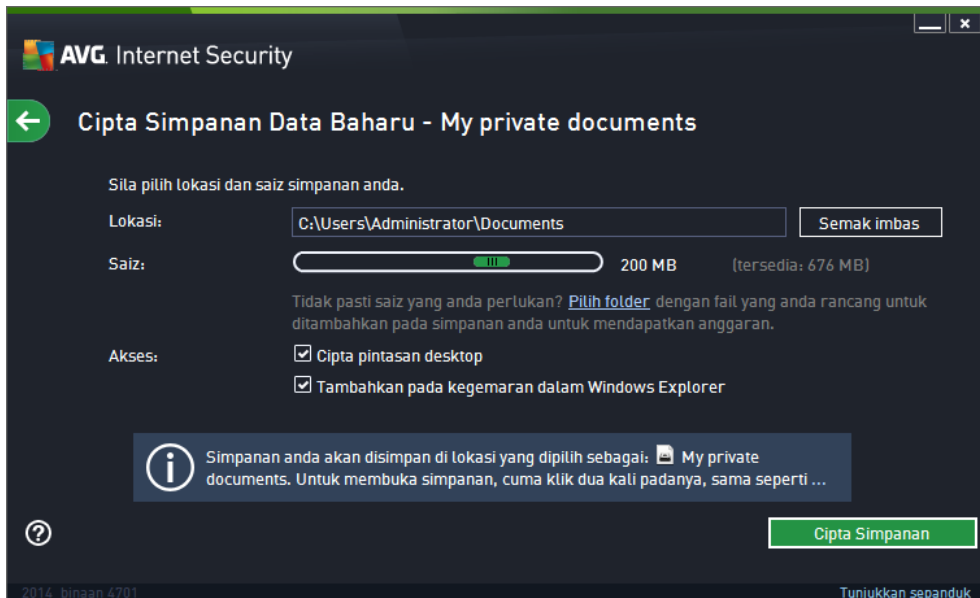 AVG. Internet Security
Cipta Simpanan Data Baharu - My private documents
Sila pilih lokasi dan saiz simpanan anda.
Lokasi: C:\Users\Administrator\Documents Semak imbas
Saiz: 200 MB (tersedia: 676 MB)
Tidak pasti saiz yang anda perlukan? Pilih folder dengan fail yang anda rancang untuk
ditambahkan pada simpanan anda untuk mendapatkan anggaran.
Akses: Cipta pintasan desktop
Tambahkan pada kegemaran dalam Windows Explorer
Simpanan anda akan disimpan di lokasi yang dipilih sebagai: My private
documents. Untuk membuka simpanan, cuma klik dua kali padanya, sama seperti ...
Cipta Simpanan
2014 binaan 4701 Tunjukkan sepanduk